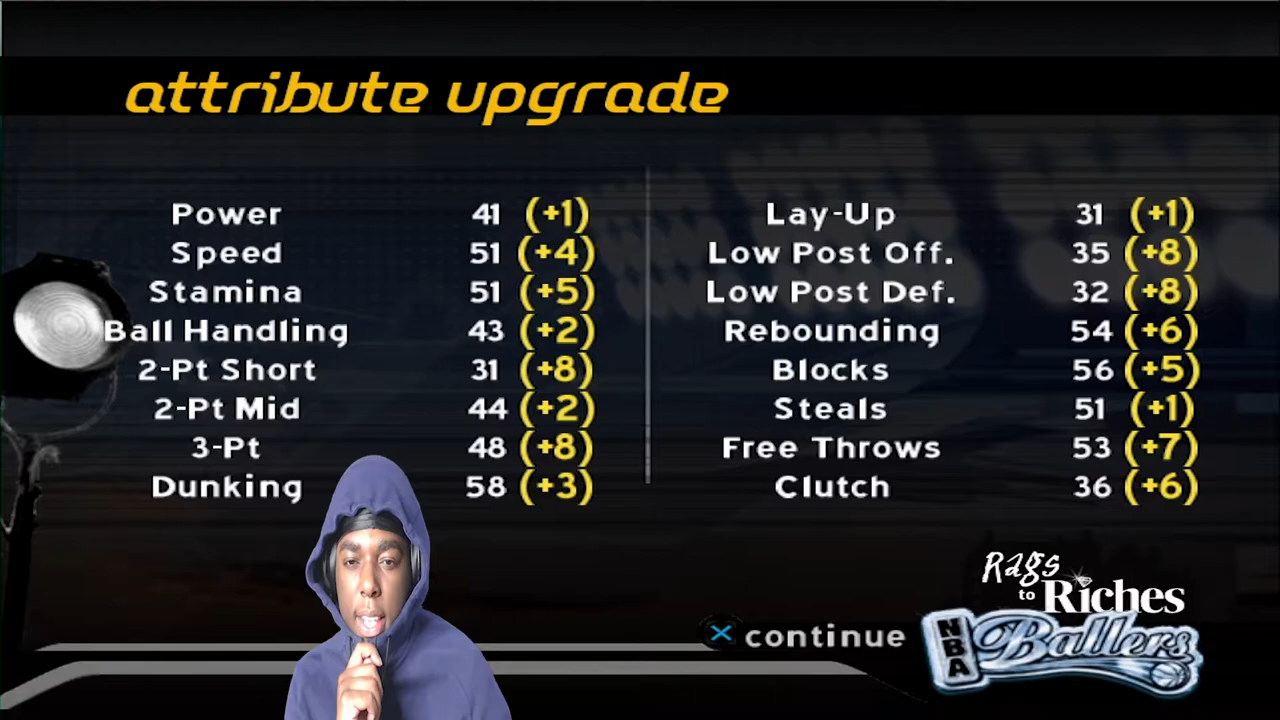 attribute upgrade
Power 41 (+1)
Speed 51 (+4)
Stamina 51 (+5)
Ball Handling 43 (+2)
2-Pt Short 31 (+8)
2-Pt Mid 44 (+2)
3-Pt 48 (+8)
Dunking 58 (+3)
Lay-Up 31 (+1)
Low Post Off. 35 (+8)
Low Post Def. 32 (+8)
Rebounding 54 (+6)
Blocks 56 (+5)
Steals 51 (+1)
Free Throws 53 (+7)
Clutch 36 (+6)
Rags
to Riches
NBA Ballers
continue